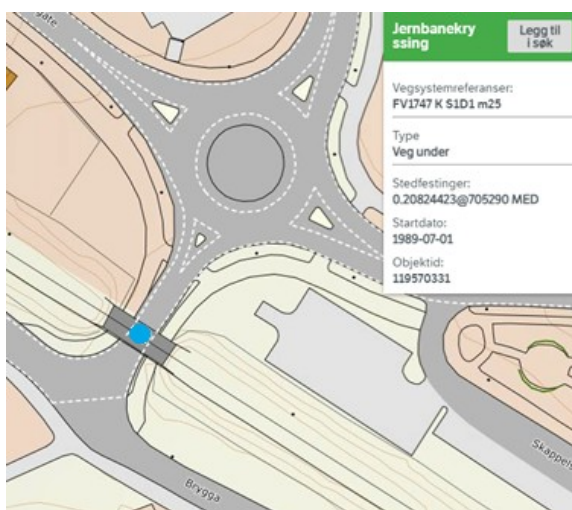 gate
Jernbanekry
ssing
Legg til
i søk
Vegsystemreferanser:
FV1747 K S1D1 m25
Type
Veg under
Stedfestinger:
0.20824423@705290 MED
Startdato:
1989-07-01
Objektid:
119570331
Skappels
Brygga